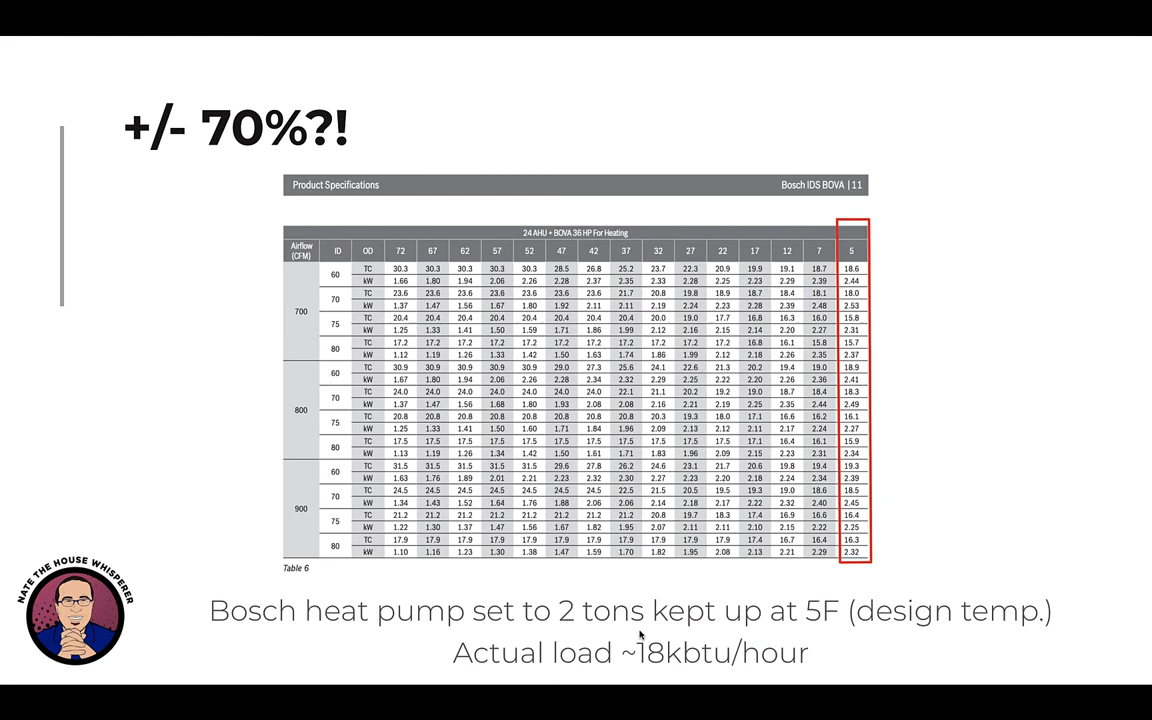 +/- 70%?!
Product Specifications Bosch IDS BOVA | 11
24 AHU + BOVA 36 HP For Heating
Airflow (CFM) ID OD 72 67 62 57 52 47 42 37 32 27 22 17 12 7 5
700 60 TC 30.3 30.3 30.3 30.3 30.3 28.5 26.8 25.2 23.7 22.3 20.9 19.9 19.1 18.7 18.6
kW 1.66 1.80 1.94 2.06 2.26 2.28 2.37 2.35 2.33 2.28 2.25 2.23 2.29 2.39 2.44
70 TC 23.6 23.6 23.6 23.6 23.6 23.6 23.6 21.7 20.8 19.8 18.9 18.7 18.4 18.1 18.0
kW 1.37 1.47 1.56 1.67 1.80 1.92 2.11 2.11 2.19 2.24 2.23 2.28 2.39 2.48 2.53
75 TC 20.4 20.4 20.4 20.4 20.4 20.4 20.4 20.4 20.0 19.0 17.7 16.8 16.3 16.0 15.8
kW 1.25 1.33 1.41 1.50 1.59 1.71 1.86 1.99 2.12 2.16 2.15 2.14 2.20 2.27 2.31
80 TC 17.2 17.2 17.2 17.2 17.2 17.2 17.2 17.2 17.2 17.2 17.2 16.8 16.1 15.8 15.7
kW 1.12 1.19 1.26 1.33 1.42 1.50 1.63 1.74 1.86 1.99 2.12 2.18 2.26 2.35 2.37
800 60 TC 30.9 30.9 30.9 30.9 30.9 29.0 27.3 25.6 24.1 22.6 21.3 20.2 19.4 19.0 18.9
kW 1.67 1.80 1.94 2.06 2.26 2.28 2.34 2.32 2.29 2.25 2.22 2.20 2.26 2.36 2.41
70 TC 24.0 24.0 24.0 24.0 24.0 24.0 24.0 22.1 21.1 20.2 19.2 19.0 18.7 18.4 18.3
kW 1.37 1.47 1.56 1.68 1.80 1.93 2.08 2.08 2.16 2.21 2.19 2.25 2.35 2.44 2.49
75 TC 20.8 20.8 20.8 20.8 20.8 20.8 20.8 20.8 20.3 19.3 18.0 17.1 16.6 16.2 16.1
kW 1.25 1.33 1.41 1.50 1.60 1.71 1.84 1.96 2.09 2.13 2.12 2.11 2.17 2.24 2.27
80 TC 17.5 17.5 17.5 17.5 17.5 17.5 17.5 17.5 17.5 17.5 17.5 17.1 16.4 16.1 15.9
kW 1.13 1.19 1.26 1.34 1.42 1.50 1.61 1.71 1.83 1.96 2.09 2.15 2.23 2.31 2.34
900 60 TC 31.5 31.5 31.5 31.5 31.5 29.6 27.8 26.2 24.6 23.1 21.7 20.6 19.8 19.4 19.3
kW 1.63 1.76 1.89 2.01 2.21 2.23 2.32 2.30 2.27 2.23 2.20 2.18 2.24 2.34 2.39
70 TC 24.5 24.5 24.5 24.5 24.5 24.5 24.5 22.5 21.5 20.5 19.5 19.3 19.0 18.6 18.5
kW 1.34 1.43 1.52 1.64 1.76 1.88 2.06 2.06 2.14 2.18 2.17 2.22 2.32 2.40 2.45
75 TC 21.2 21.2 21.2 21.2 21.2 21.2 21.2 21.2 20.8 19.7 18.3 17.4 16.9 16.6 16.4
kW 1.22 1.30 1.37 1.47 1.56 1.67 1.82 1.95 2.07 2.11 2.11 2.10 2.15 2.22 2.25
80 TC 17.9 17.9 17.9 17.9 17.9 17.9 17.9 17.9 17.9 17.9 17.9 17.4 16.7 16.4 16.3
kW 1.10 1.16 1.23 1.30 1.38 1.47 1.59 1.70 1.82 1.95 2.08 2.13 2.21 2.29 2.32
Table 6
NATE THE HOUSE WHISPERER
Bosch heat pump set to 2 tons kept up at 5F (design temp.)
Actual load ~18kbtu/hour